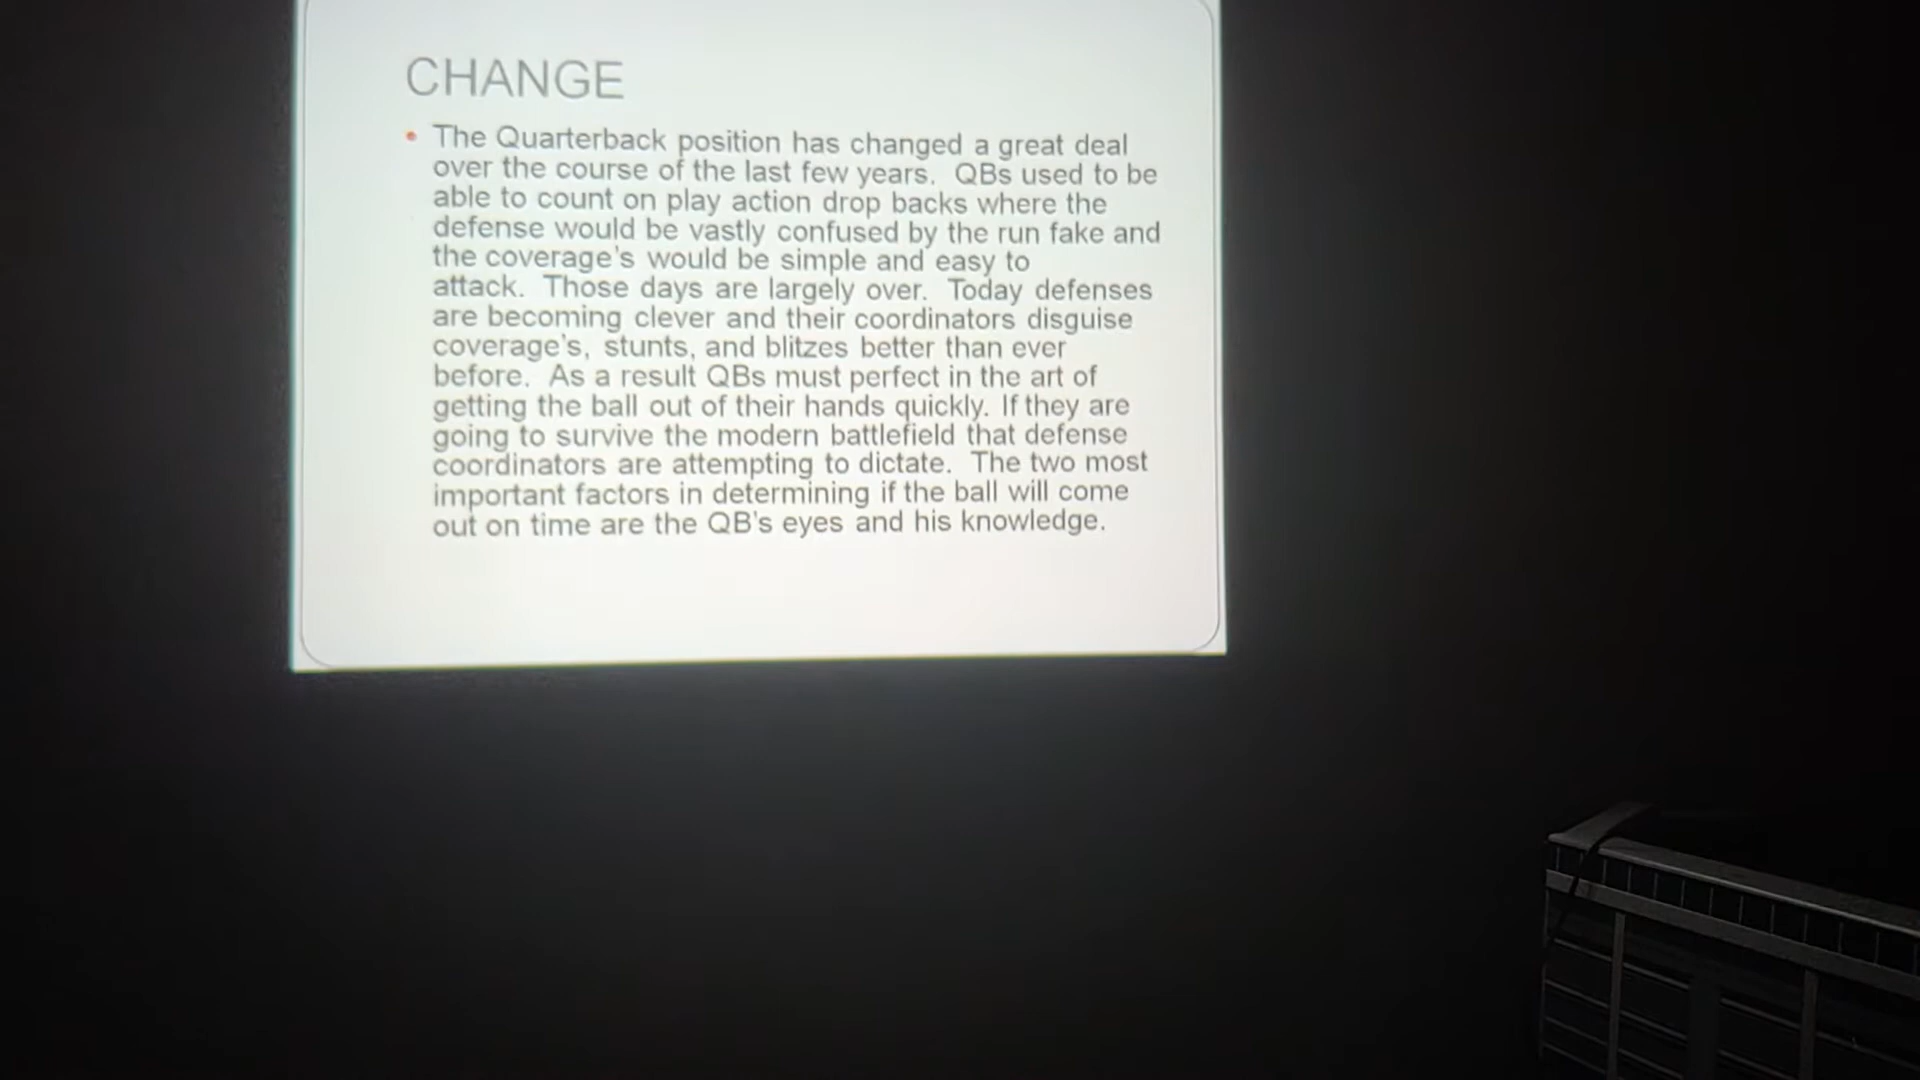 CHANGE
• The Quarterback position has changed a great deal
over the course of the last few years.  QBs used to be
able to count on play action drop backs where the
defense would be vastly confused by the run fake and
the coverage's would be simple and easy to
attack.  Those days are largely over.  Today defenses
are becoming clever and their coordinators disguise
coverage's, stunts, and blitzes better than ever
before.  As a result QBs must perfect in the art of
getting the ball out of their hands quickly. If they are
going to survive the modern battlefield that defense
coordinators are attempting to dictate.  The two most
important factors in determining if the ball will come
out on time are the QB's eyes and his knowledge.